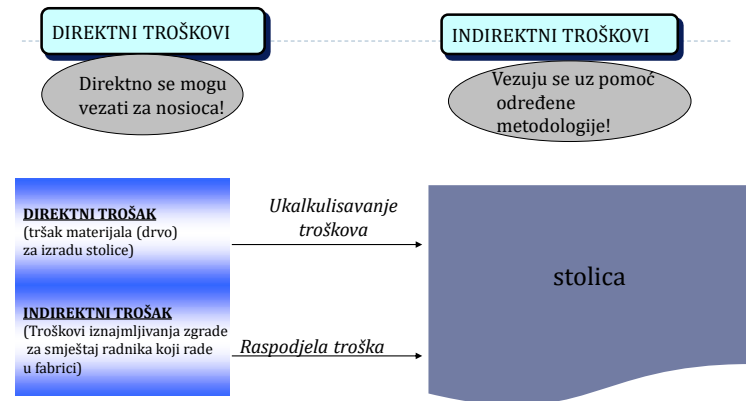 DIREKTNI TROŠKOVI
INDIREKTNI TROŠKOVI
Direktno se mogu
vezati za nosioca!
Vezuju se uz pomoć
određene
metodologije!
DIREKTNI TROŠAK
(tršak materijala (drvo)
za izradu stolice)
Ukalkulisavanje
troškova
stolica
INDIREKTNI TROŠAK
(Troškovi iznajmljivanja zgrade
za smještaj radnika koji rade
u fabrici)
Raspodjela troška